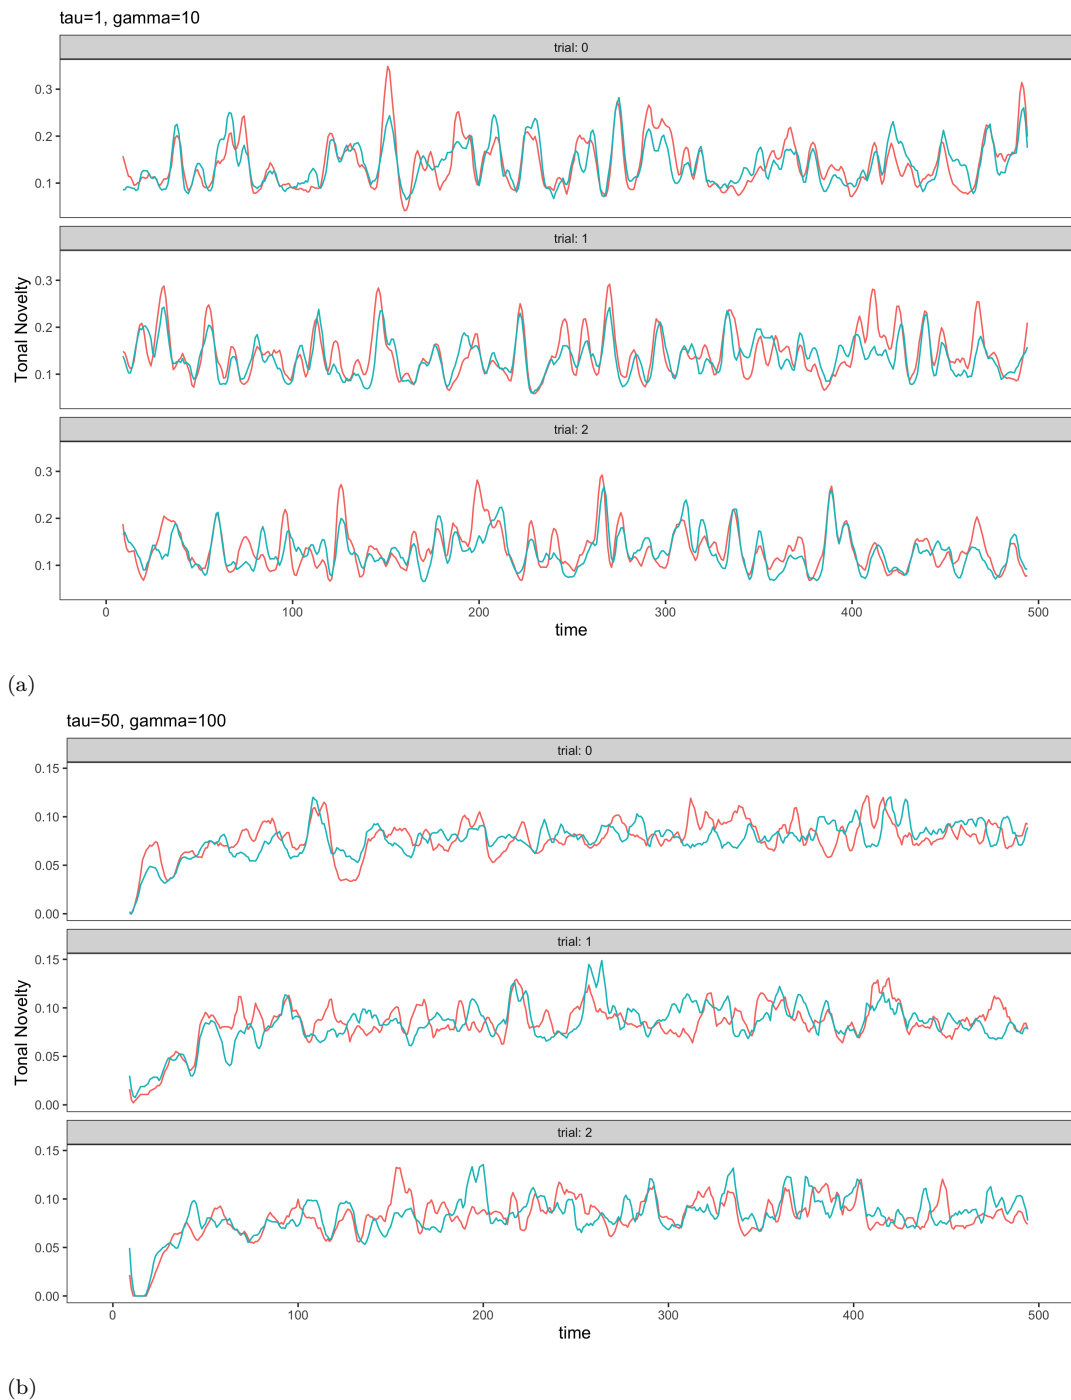 tau=1, gamma=10
trial: 0
0.3
0.2
0.1
trial: 1
0.3
0.2
0.1
trial: 2
0.3
0.2
0.1
Tonal Novelty
0 100 200 300 400 500
time
(a)
tau=50, gamma=100
trial: 0
0.15
0.10
0.05
0.00
trial: 1
0.15
0.10
0.05
0.00
trial: 2
0.15
0.10
0.05
0.00
Tonal Novelty
0 100 200 300 400 500
time
(b)